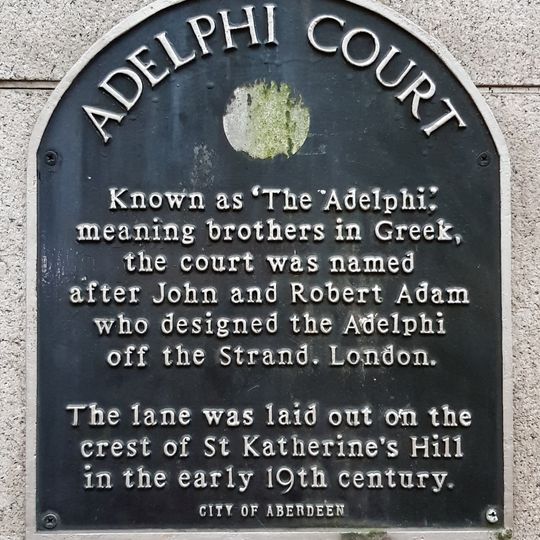 ADELPHI COURT
Known as 'The Adelphi,'
meaning brothers in Greek,
the court was named
after John and Robert Adam
who designed the Adelphi
off the Strand. London.
The lane was laid out on the
crest of St Katherine's Hill
in the early 19th century.
CITY OF ABERDEEN